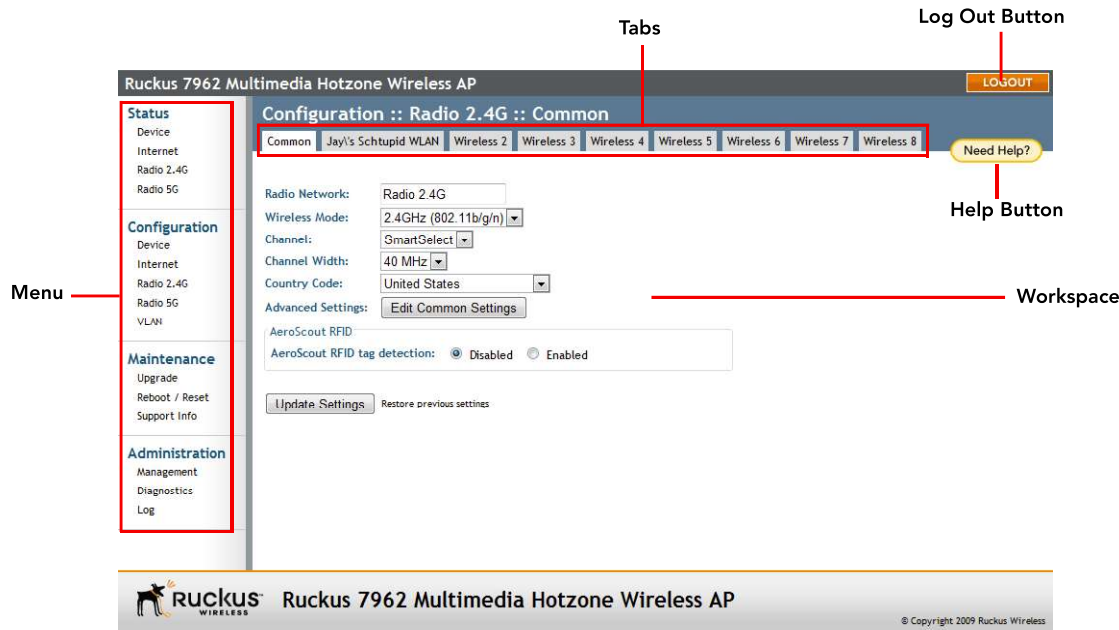 Tabs
Log Out Button
Ruckus 7962 Multimedia Hotzone Wireless AP
LOGOUT
Status
Device
Internet
Radio 2.4G
Radio 5G
Configuration
Device
Internet
Radio 2.4G
Radio 5G
VLAN
Maintenance
Upgrade
Reboot / Reset
Support Info
Administration
Management
Diagnostics
Log
Menu
Configuration :: Radio 2.4G :: Common
Common Jay\'s Schtupid WLAN Wireless 2 Wireless 3 Wireless 4 Wireless 5 Wireless 6 Wireless 7 Wireless 8
Need Help?
Help Button
Radio Network: Radio 2.4G
Wireless Mode: 2.4GHz (802.11b/g/n)
Channel: SmartSelect
Channel Width: 40 MHz
Country Code: United States
Advanced Settings: Edit Common Settings
Workspace
AeroScout RFID
AeroScout RFID tag detection: Disabled Enabled
Update Settings Restore previous settings
RUCKUS WIRELESS
Ruckus 7962 Multimedia Hotzone Wireless AP
© Copyright 2009 Ruckus Wireless